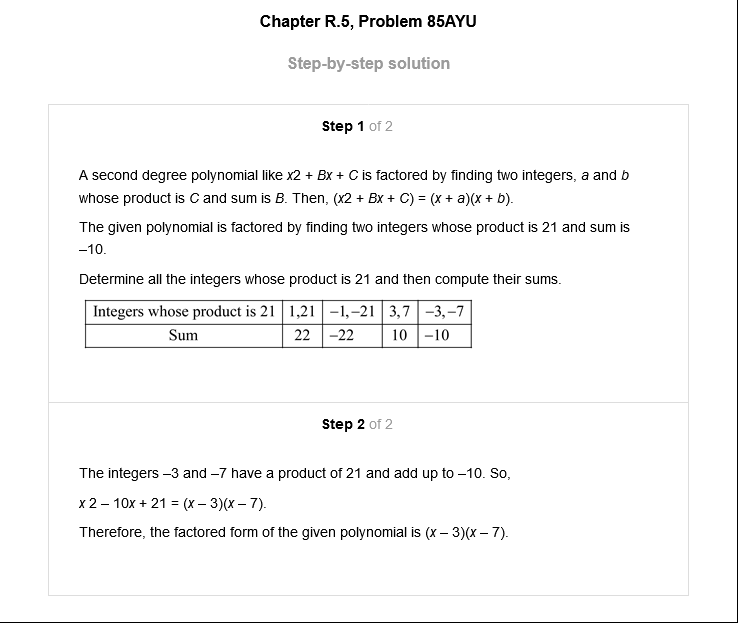 Chapter R.5, Problem 85AYU
Step-by-step solution
Step 1 of 2
A second degree polynomial like x2 + Bx + C is factored by finding two integers, a and b
whose product is C and sum is B. Then, (x2 + Bx + C) = (x + a)(x + b).
The given polynomial is factored by finding two integers whose product is 21 and sum is
–10.
Determine all the integers whose product is 21 and then compute their sums.
Integers whose product is 21 1,21 −1,−21 3,7 −3,−7
Sum 22 −22 10 −10
Step 2 of 2
The integers –3 and –7 have a product of 21 and add up to –10. So,
x 2 – 10x + 21 = (x – 3)(x – 7).
Therefore, the factored form of the given polynomial is (x – 3)(x – 7).